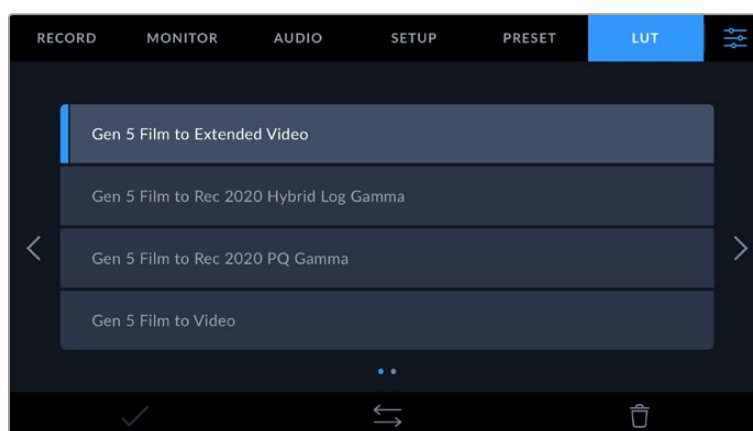 RECORD MONITOR AUDIO SETUP PRESET LUT
Gen 5 Film to Extended Video
Gen 5 Film to Rec 2020 Hybrid Log Gamma
Gen 5 Film to Rec 2020 PQ Gamma
Gen 5 Film to Video